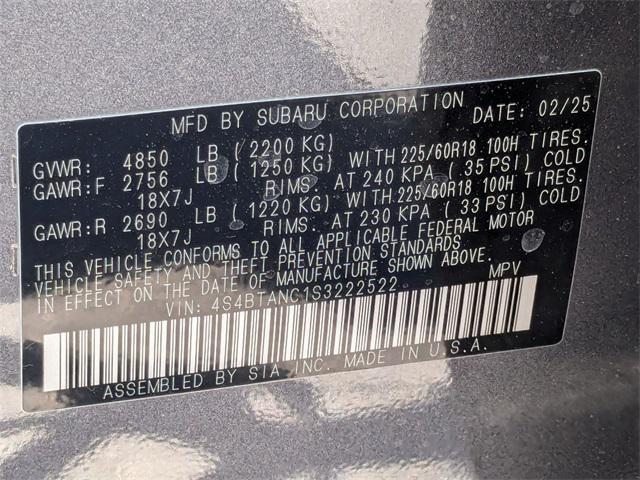 MFD BY SUBARU CORPORATION DATE: 02/25
GVWR: 4850 LB (2200 KG)
GAWR:F 2756 LB (1250 KG) WITH 225/60R18 100H TIRES.
18X7J RIMS. AT 240 KPA (35 PSI) COLD
GAWR:R 2690 LB (1220 KG) WITH 225/60R18 100H TIRES.
18X7J RIMS. AT 230 KPA (33 PSI) COLD
THIS VEHICLE CONFORMS TO ALL APPLICABLE FEDERAL MOTOR
VEHICLE SAFETY AND THEFT PREVENTION STANDARDS
IN EFFECT ON THE DATE OF MANUFACTURE SHOWN ABOVE.
VIN: 4S4BTANC1S3222522 MPV
ASSEMBLED BY SIA INC. MADE IN U.S.A.